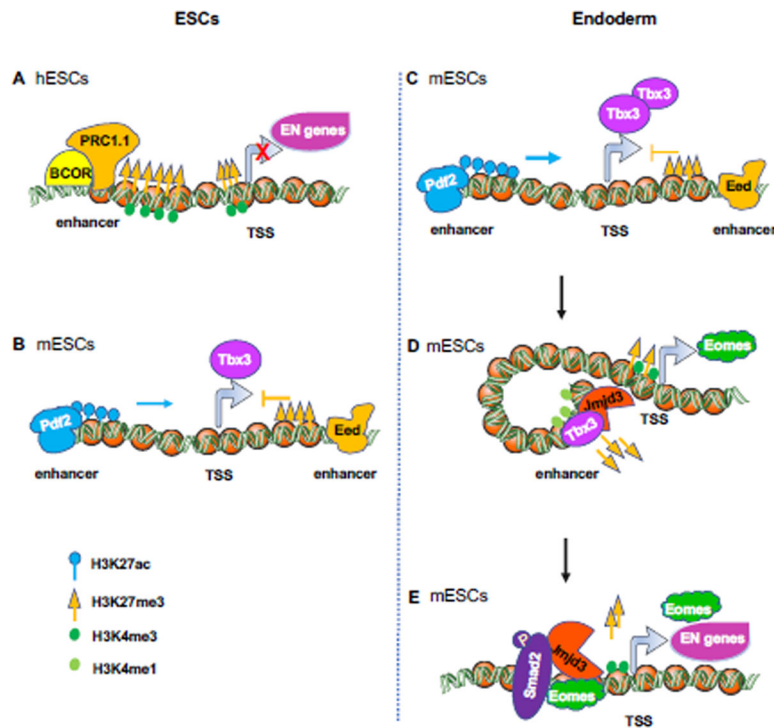 ESCs
Endoderm
A hESCs
PRC1.1
BCOR
EN genes
X
enhancer
TSS
B mESCs
Tbx3
Pdf2
Eed
enhancer
TSS
enhancer
H3K27ac
H3K27me3
H3K4me3
H3K4me1
C mESCs
Tbx3
Tbx3
Pdf2
Eed
enhancer
TSS
enhancer
D mESCs
Eomes
Jmjd3
Tbx3
TSS
enhancer
E mESCs
Eomes
P
Jmjd3
EN genes
Smad2
Eomes
TSS